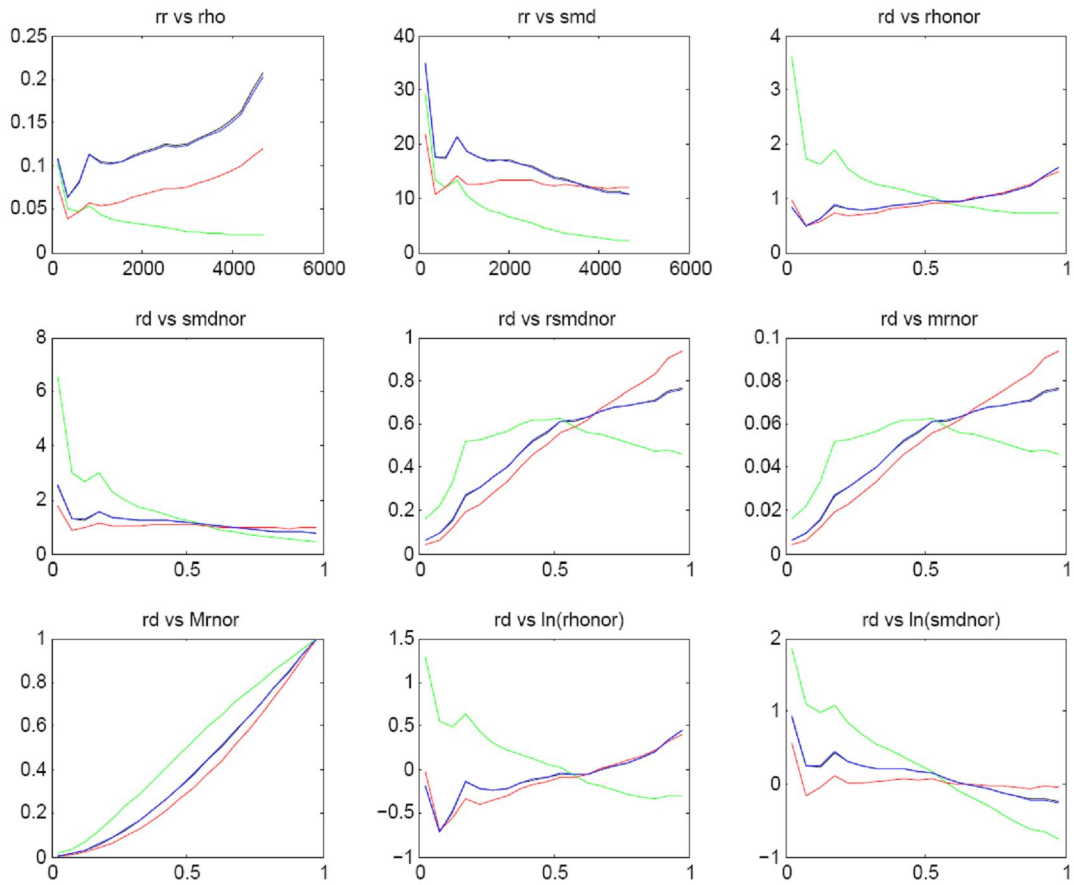 rr vs rho
0.25
0.2
0.15
0.1
0.05
0
0 2000 4000 6000
rr vs smd
40
30
20
10
0
0 2000 4000 6000
rd vs rhonor
4
3
2
1
0
0 0.5 1
rd vs smdnor
8
6
4
2
0
0 0.5 1
rd vs rsmdnor
1
0.8
0.6
0.4
0.2
0
0 0.5 1
rd vs mrnor
0.1
0.08
0.06
0.04
0.02
0
0 0.5 1
rd vs Mrnor
1
0.8
0.6
0.4
0.2
0
0 0.5 1
rd vs ln(rhonor)
1.5
1
0.5
0
−0.5
−1
0 0.5 1
rd vs ln(smdnor)
2
1
0
−1
0 0.5 1